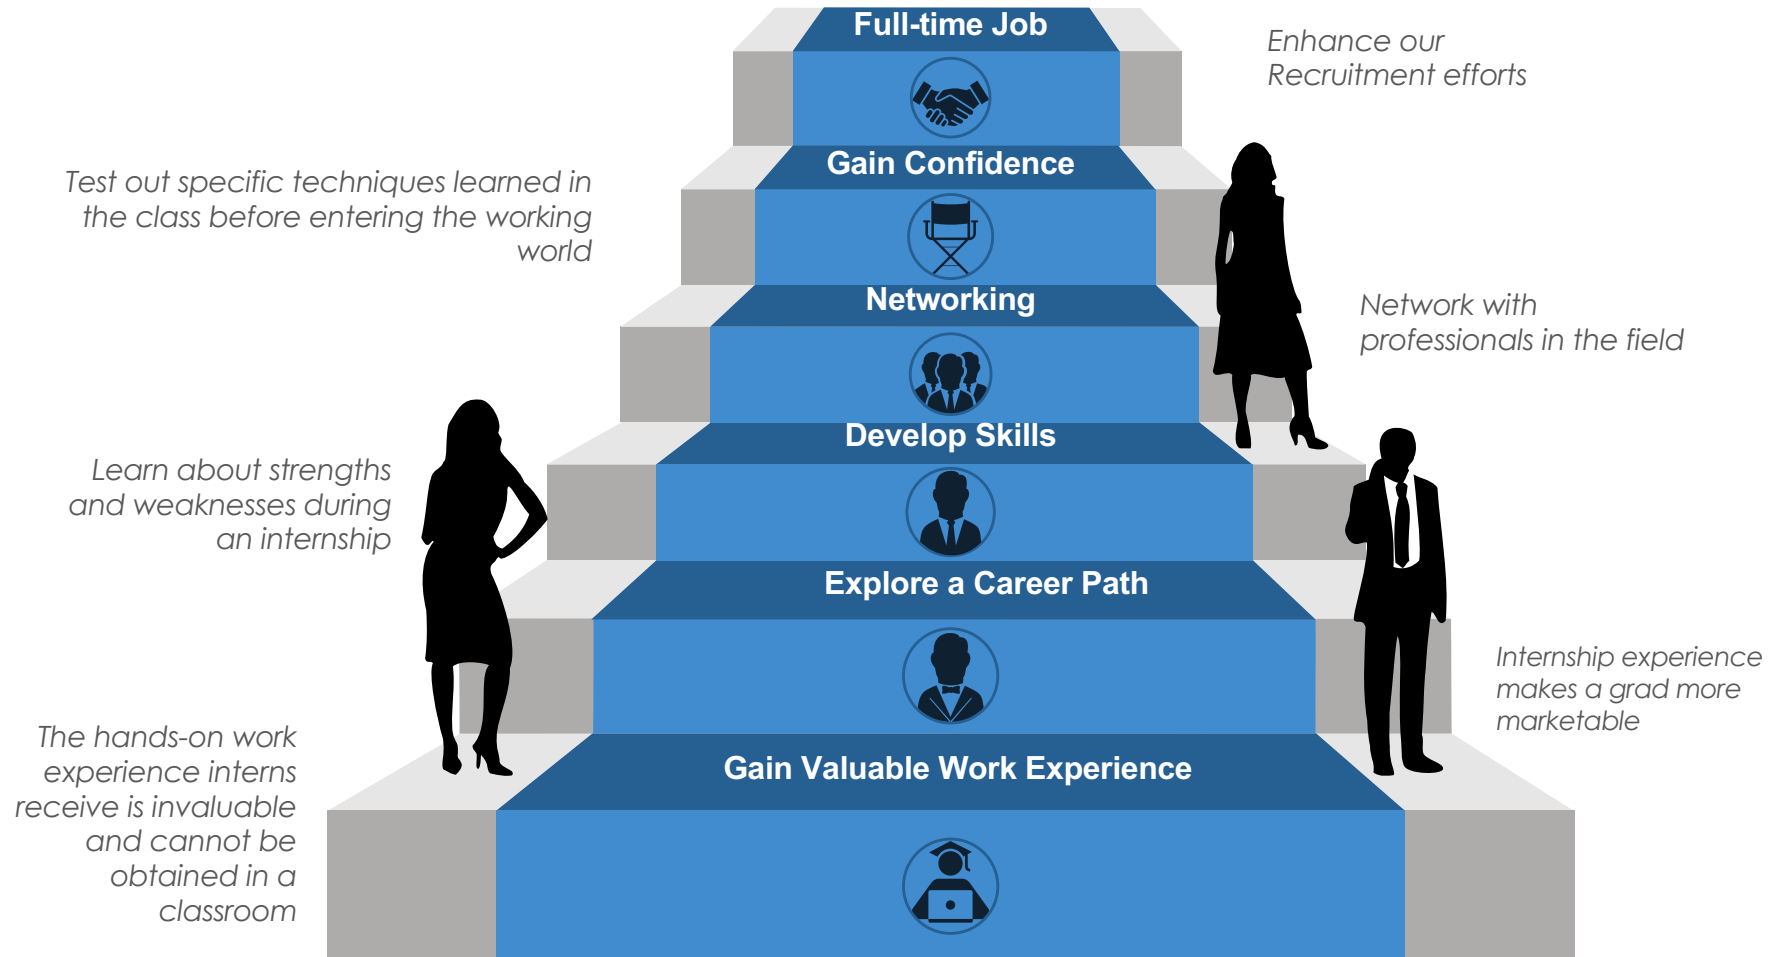 Full-time Job
Enhance our
Recruitment efforts
Gain Confidence
Test out specific techniques learned in
the class before entering the working
world
Networking
Network with
professionals in the field
Develop Skills
Learn about strengths
and weaknesses during
an internship
Explore a Career Path
Internship experience
makes a grad more
marketable
Gain Valuable Work Experience
The hands-on work
experience interns
receive is invaluable
and cannot be
obtained in a
classroom